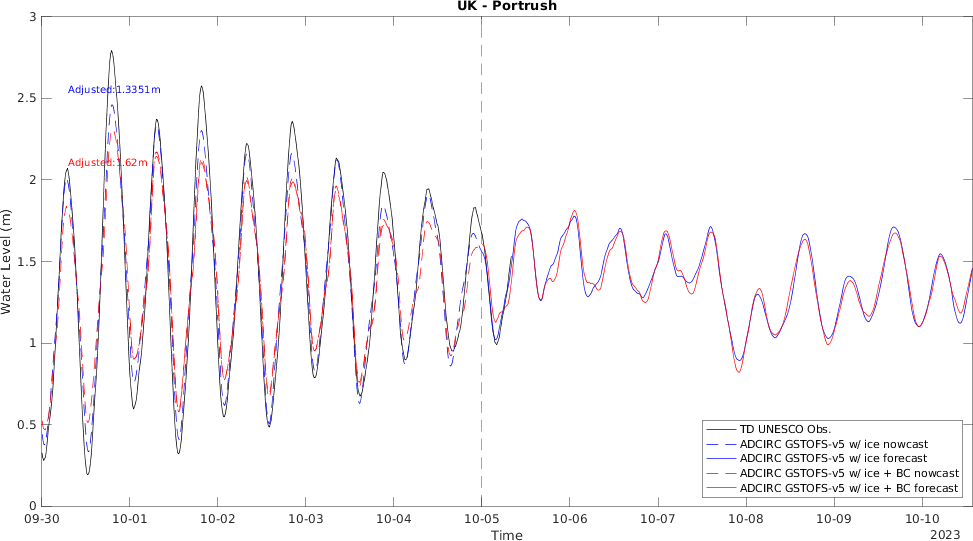 UK - Portrush
3
2.5
2
1.5
1
0.5
0
Water Level (m)
Adjusted:1.3351m
Adjusted:1.62m
TD UNESCO Obs.
ADCIRC GSTOFS-v5 w/ ice nowcast
ADCIRC GSTOFS-v5 w/ ice forecast
ADCIRC GSTOFS-v5 w/ ice + BC nowcast
ADCIRC GSTOFS-v5 w/ ice + BC forecast
09-30 10-01 10-02 10-03 10-04 10-05 10-06 10-07 10-08 10-09 10-10
Time
2023